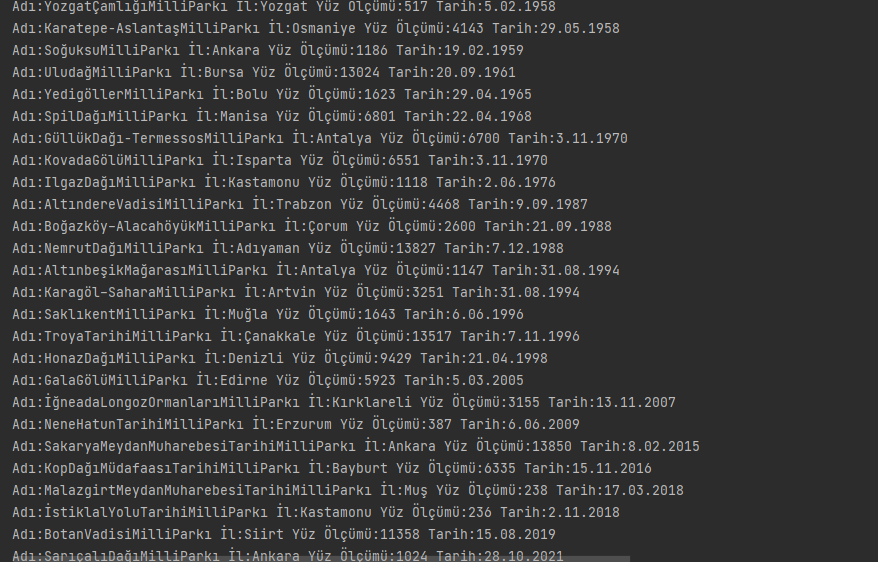 Adı:YozgatÇamlığıMilliParkı İl:Yozgat Yüz Ölçümü:517 Tarih:5.02.1958
Adı:Karatepe-AslantaşMilliParkı İl:Osmaniye Yüz Ölçümü:4143 Tarih:29.05.1958
Adı:SoğuksuMilliParkı İl:Ankara Yüz Ölçümü:1186 Tarih:19.02.1959
Adı:UludağMilliParkı İl:Bursa Yüz Ölçümü:13024 Tarih:20.09.1961
Adı:YedigöllerMilliParkı İl:Bolu Yüz Ölçümü:1623 Tarih:29.04.1965
Adı:SpilDağıMilliParkı İl:Manisa Yüz Ölçümü:6801 Tarih:22.04.1968
Adı:GüllükDağı-TermessosMilliParkı İl:Antalya Yüz Ölçümü:6700 Tarih:3.11.1970
Adı:KovadaGölüMilliParkı İl:Isparta Yüz Ölçümü:6551 Tarih:3.11.1970
Adı:IlgazDağıMilliParkı İl:Kastamonu Yüz Ölçümü:1118 Tarih:2.06.1976
Adı:AltındereVadisiMilliParkı İl:Trabzon Yüz Ölçümü:4468 Tarih:9.09.1987
Adı:Boğazköy-AlacahöyükMilliParkı İl:Çorum Yüz Ölçümü:2600 Tarih:21.09.1988
Adı:NemrutDağıMilliParkı İl:Adıyaman Yüz Ölçümü:13827 Tarih:7.12.1988
Adı:AltınbeşikMağarasıMilliParkı İl:Antalya Yüz Ölçümü:1147 Tarih:31.08.1994
Adı:Karagöl–SaharaMilliParkı İl:Artvin Yüz Ölçümü:3251 Tarih:31.08.1994
Adı:SaklıkentMilliParkı İl:Muğla Yüz Ölçümü:1643 Tarih:6.06.1996
Adı:TroyaTarihiMilliParkı İl:Çanakkale Yüz Ölçümü:13517 Tarih:7.11.1996
Adı:HonazDağıMilliParkı İl:Denizli Yüz Ölçümü:9429 Tarih:21.04.1998
Adı:GalaGölüMilliParkı İl:Edirne Yüz Ölçümü:5923 Tarih:5.03.2005
Adı:İğneadaLongozOrmanlarıMilliParkı İl:Kırklareli Yüz Ölçümü:3155 Tarih:13.11.2007
Adı:NeneHatunTarihiMilliParkı İl:Erzurum Yüz Ölçümü:387 Tarih:6.06.2009
Adı:SakaryaMeydanMuharebesiTarihiMilliParkı İl:Ankara Yüz Ölçümü:13850 Tarih:8.02.2015
Adı:KopDağıMüdafaasıTarihiMilliParkı İl:Bayburt Yüz Ölçümü:6335 Tarih:15.11.2016
Adı:MalazgirtMeydanMuharebesiTarihiMilliParkı İl:Muş Yüz Ölçümü:238 Tarih:17.03.2018
Adı:İstiklalYoluTarihiMilliParkı İl:Kastamonu Yüz Ölçümü:236 Tarih:2.11.2018
Adı:BotanVadisiMilliParkı İl:Siirt Yüz Ölçümü:11358 Tarih:15.08.2019
Adı:SarıçalıDağıMilliParkı İl:Ankara Yüz Ölçümü:1024 Tarih:28.10.2021